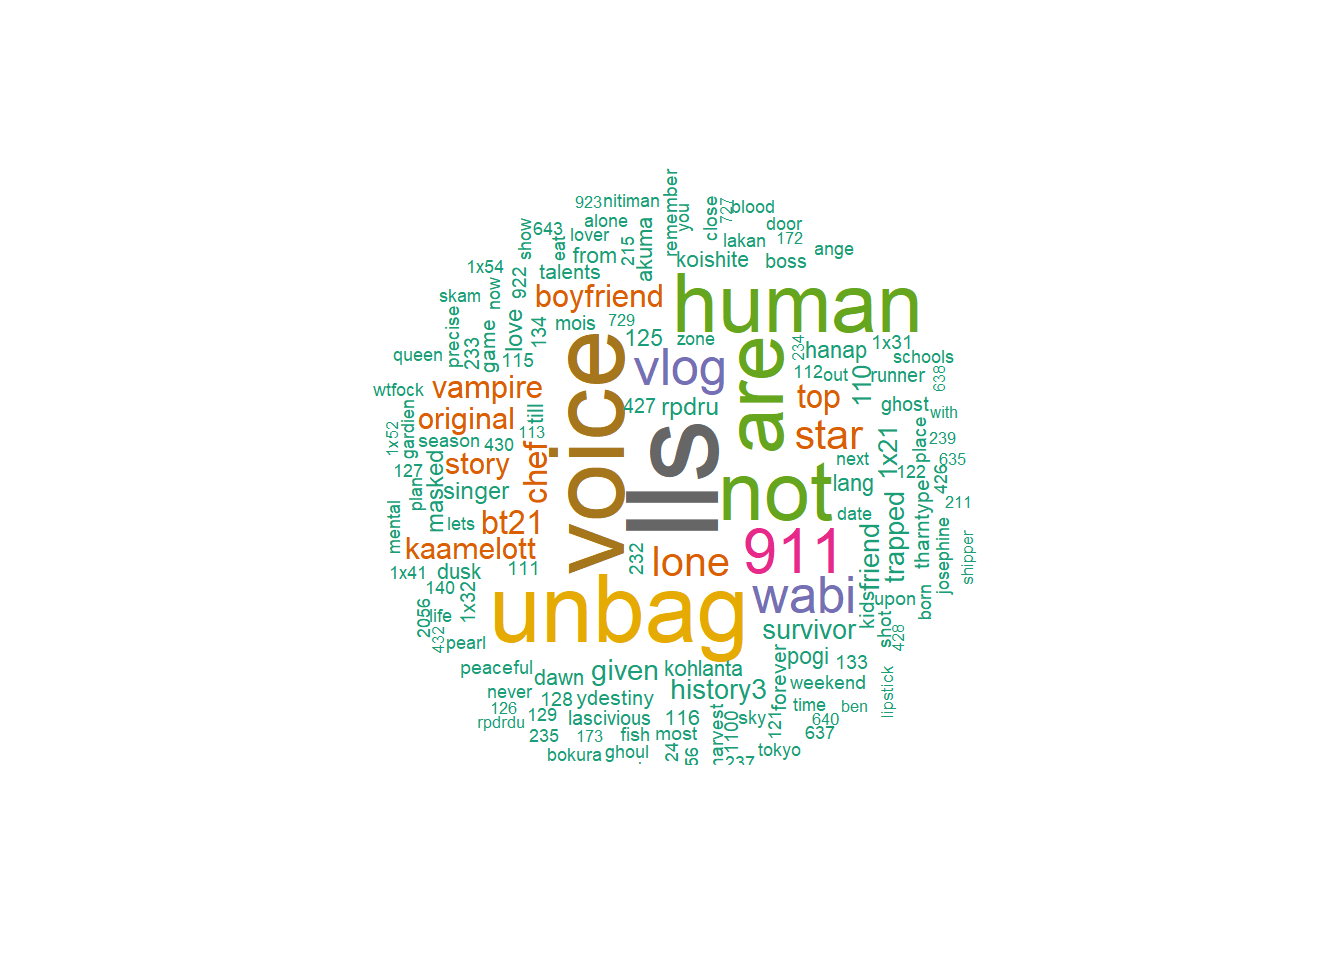 remember
923 nitiman
you
close
727
blood
show
643
alone
lover
eat
from
215
akuma
lakan
172
door
koishite
boss
ange
1x54
now
922
talents
skam
boyfriend
human
precise
love
134
mois
729
125
zone
234
hanap
1x31
queen
233
game
115
voice
vlog
are
112
out
110
runner
schools
638
wtfock
vampire
427
rpdru
top
ghost
with
1x52
gardien
original
till
113
star
season
430
lls
next
1x21
place
239
127
masked
story
chef
not
lang
122
426
635
plan
singer
date
211
mental
lets
bt21
911
friend
trapped
tharntype
josephine
shipper
kaamelott
232
lone
1x41
dusk
111
unbag
wabi
kids
upon
born
140
1x32
2056
life
432
pearl
survivor
shot
428
peaceful
dawn
given
kohlanta
pogi
133
forever
weekend
never
128
ydestiny
history3
time
ben
lipstick
126
129
lascivious
116
harvest
1100
sky
121
640
rpdrdu
235
173
fish
most
637
bokura
ghoul
24
56
237
tokyo